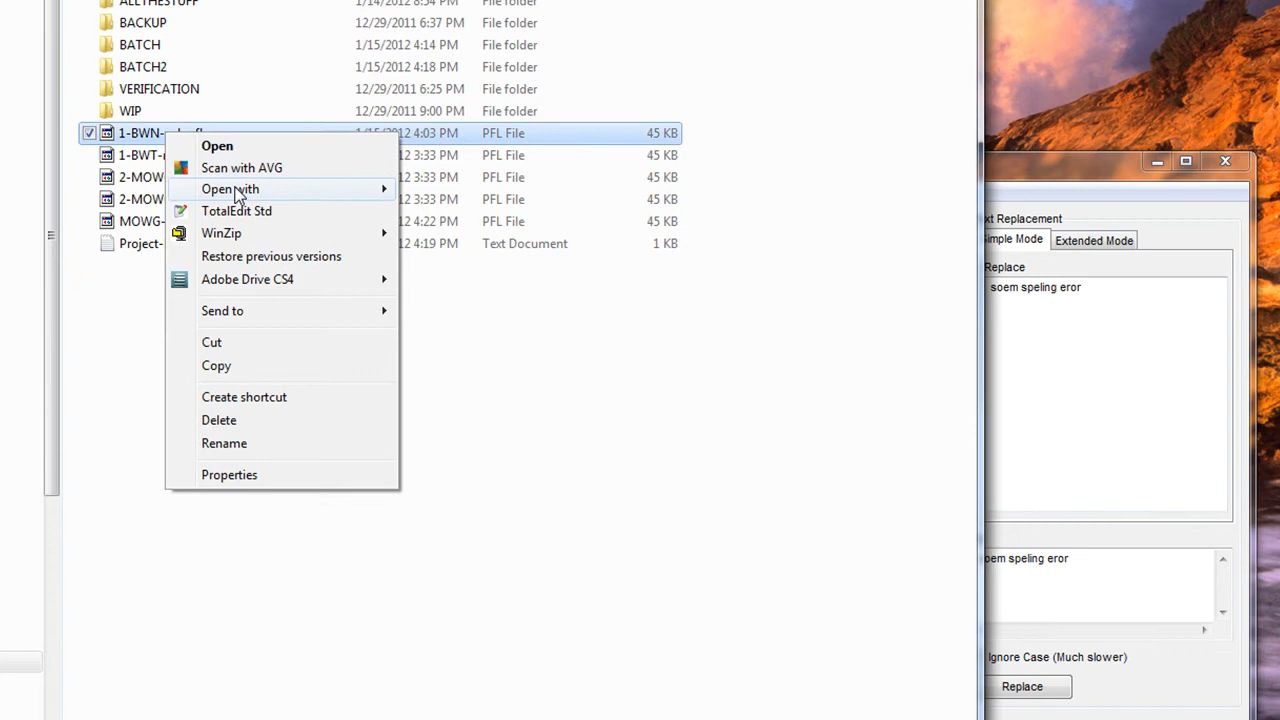 ALLTHESTUFF 1/14/2012 8:54 PM File folder
BACKUP 12/29/2011 6:37 PM File folder
BATCH 1/15/2012 4:14 PM File folder
BATCH2 1/15/2012 4:18 PM File folder
VERIFICATION 12/29/2011 6:25 PM File folder
WIP 12/29/2011 9:00 PM File folder
1-BWN- 1/15/2012 4:03 PM PFL File 45 KB
1-BWT- 12 3:33 PM PFL File 45 KB
2-MOW 12 3:33 PM PFL File 45 KB
2-MOW 12 3:33 PM PFL File 45 KB
MOWG- 12 4:22 PM PFL File 45 KB
Project- 12 4:19 PM Text Document 1 KB
Open
Scan with AVG
Open with
TotalEdit Std
WinZip
Restore previous versions
Adobe Drive CS4
Send to
Cut
Copy
Create shortcut
Delete
Rename
Properties
xt Replacement
Simple Mode Extended Mode
Replace
soem speling eror
oem speling eror
Ignore Case (Much slower)
Replace